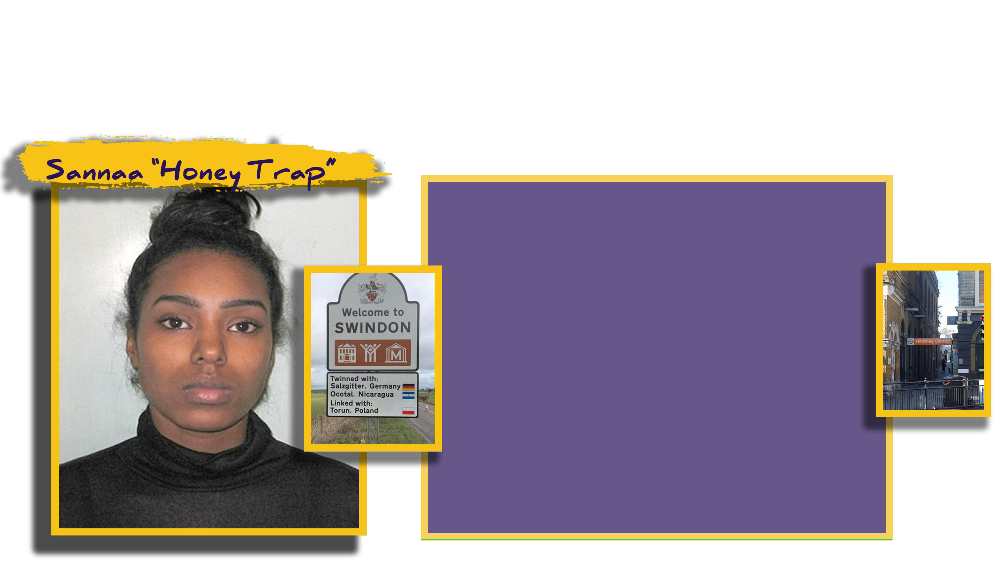 Sannaa "Honey Trap"
Welcome to
SWINDON
M
Twinned with:
Salzgitter. Germany
Ocotal. Nicaragua
Linked with:
Torun. Poland
Hackney Central